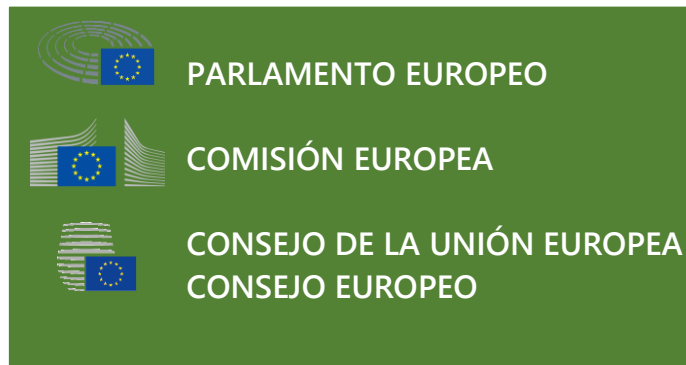 PARLAMENTO EUROPEO
COMISIÓN EUROPEA
CONSEJO DE LA UNIÓN EUROPEA
CONSEJO EUROPEO